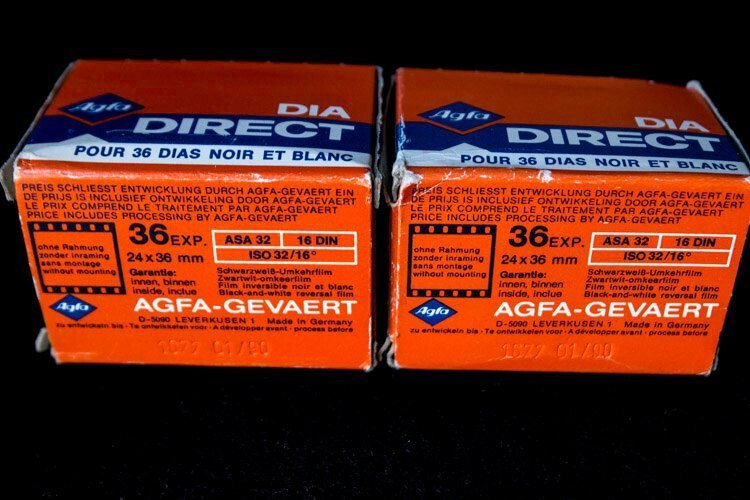 Agfa
DIA
DIRECT
POUR 36 DIAS NOIR ET BLANC
PREIS SCHLIESST ENTWICKLUNG DURCH AGFA-GEVAERT EIN
DE PRIJS IS INCLUSIEF ONTWIKKELING DOOR AGFA-GEVAERT
LE PRIX COMPREND LE TRAITEMENT PAR AGFA-GEVAERT
PRICE INCLUDES PROCESSING BY AGFA-GEVAERT
ohne Rahmung
zonder inraming
sans montage
without mounting
36 EXP.
24 x 36 mm
ASA 32 16 DIN
ISO 32/16°
Garantie:
innen, binnen
inside, inclue
Schwarzweiß-Umkehrfilm
Zwartwit-omkeerfilm
Film inversible noir et blanc
Black-and-white reversal film
Agfa
AGFA-GEVAERT
D-5090 LEVERKUSEN 1 Made in Germany
zu entwickeln bis · Te ontwikkelen voor · A développer avant · process before
01/90
Agfa
DIA
DIRECT
POUR 36 DIAS NOIR ET BLANC
PREIS SCHLIESST ENTWICKLUNG DURCH AGFA-GEVAERT EIN
DE PRIJS IS INCLUSIEF ONTWIKKELING DOOR AGFA-GEVAERT
LE PRIX COMPREND LE TRAITEMENT PAR AGFA-GEVAERT
PRICE INCLUDES PROCESSING BY AGFA-GEVAERT
ohne Rahmung
zonder inraming
sans montage
without mounting
36 EXP.
24 x 36 mm
ASA 32 16 DIN
ISO 32/16°
Garantie:
innen, binnen
inside, inclue
Schwarzweiß-Umkehrfilm
Zwartwit-omkeerfilm
Film inversible noir et blanc
Black-and-white reversal film
Agfa
AGFA-GEVAERT
D-5090 LEVERKUSEN 1 Made in Germany
zu entwickeln bis · Te ontwikkelen voor · A développer avant · process before
01/90